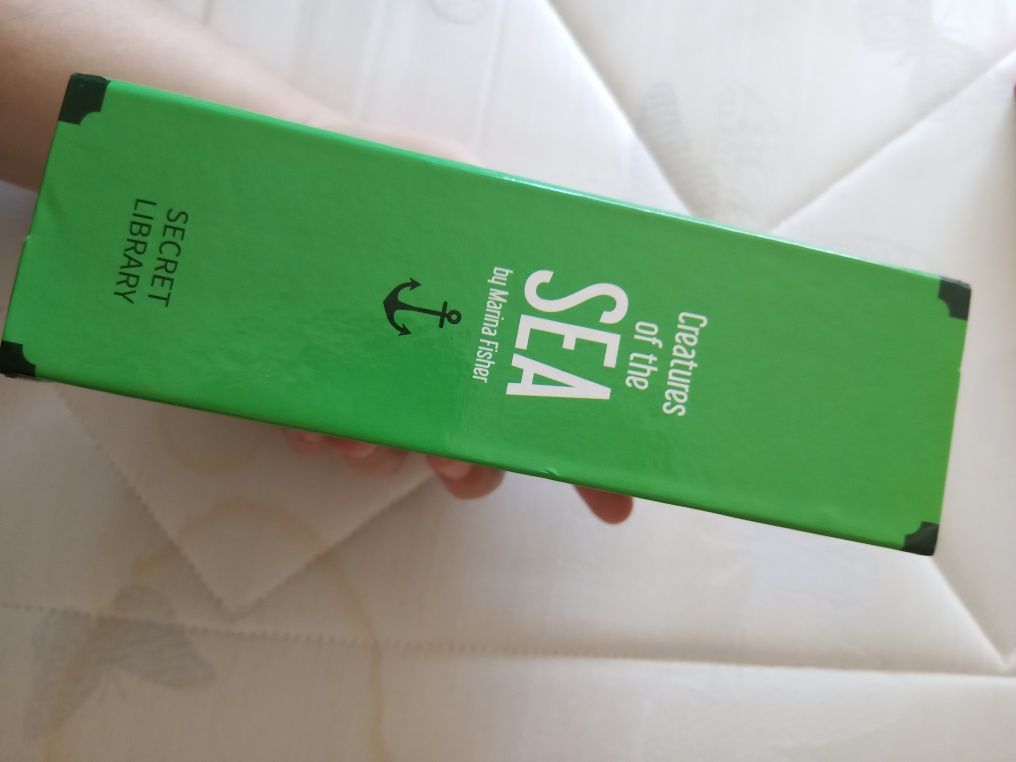 Creatures
of the
SEA
by Marina Fisher
SECRET
LIBRARY